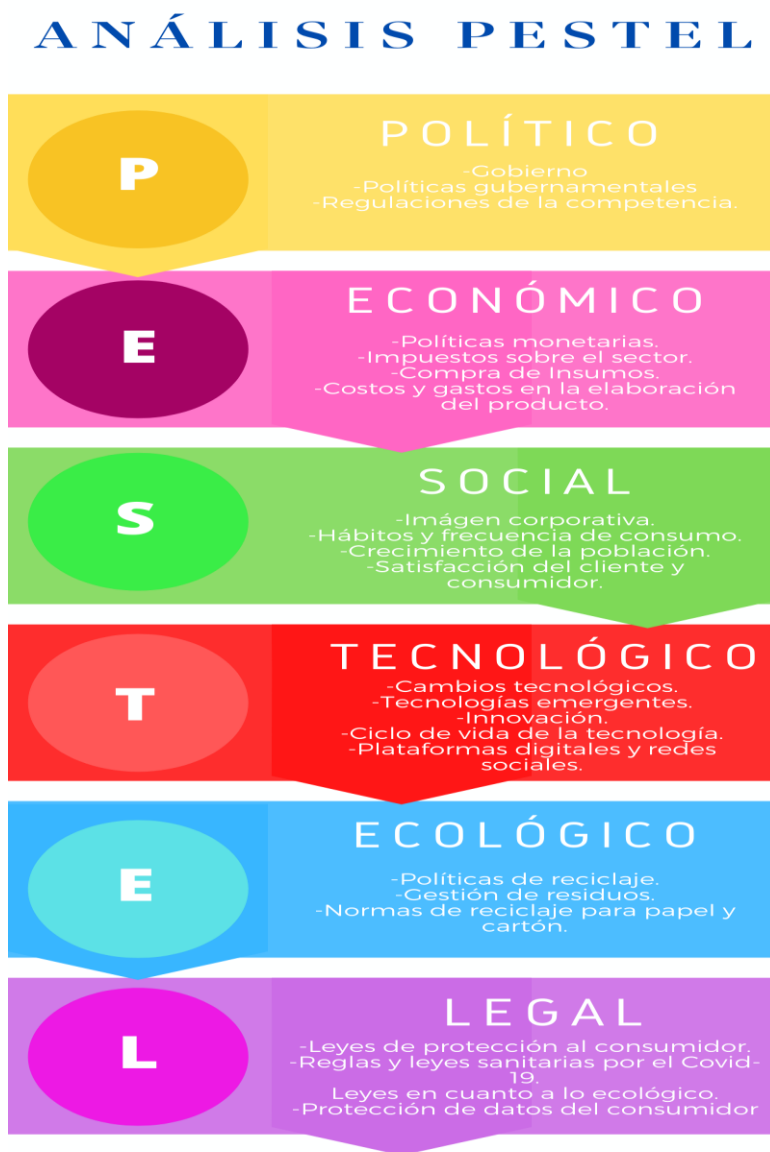 ANÁLISIS PESTEL
P
POLÍTICO
-Gobierno
-Políticas gubernamentales
-Regulaciones de la competencia.
E
ECONÓMICO
-Políticas monetarias.
-Impuestos sobre el sector.
-Compra de Insumos.
-Costos y gastos en la elaboración
del producto.
S
SOCIAL
-Imágen corporativa.
-Hábitos y frecuencia de consumo.
-Crecimiento de la población.
-Satisfacción del cliente y
consumidor.
T
TECNOLÓGICO
-Cambios tecnológicos.
-Tecnologías emergentes.
-Innovación.
-Ciclo de vida de la tecnología.
-Plataformas digitales y redes
sociales.
E
ECOLÓGICO
-Políticas de reciclaje.
-Gestión de residuos.
-Normas de reciclaje para papel y
cartón.
L
LEGAL
-Leyes de protección al consumidor.
-Reglas y leyes sanitarias por el Covid-
19.
Leyes en cuanto a lo ecológico.
-Protección de datos del consumidor